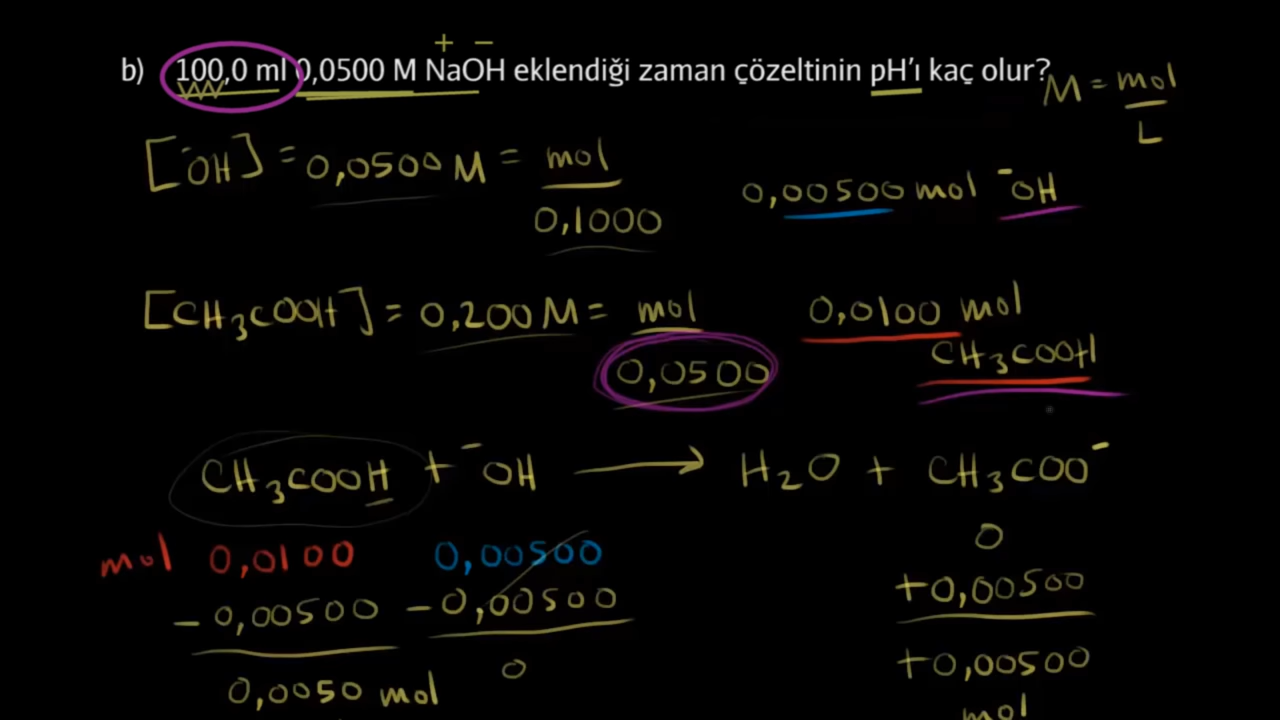 b) 100,0 ml 0,0500 M NaOH eklendiği zaman çözeltinin pH'ı kaç olur?
+ −
M = mol / L
[⁻OH] = 0,0500 M = mol / 0,1000
0,00500 mol ⁻OH
[CH₃COOH] = 0,200 M = mol / 0,0500
0,0100 mol
CH₃COOH
CH₃COOH + ⁻OH → H₂O + CH₃COO⁻
mol 0,0100 0,00500 0
− 0,00500 − 0,00500 +0,00500
0,0050 mol 0 +0,00500
mol